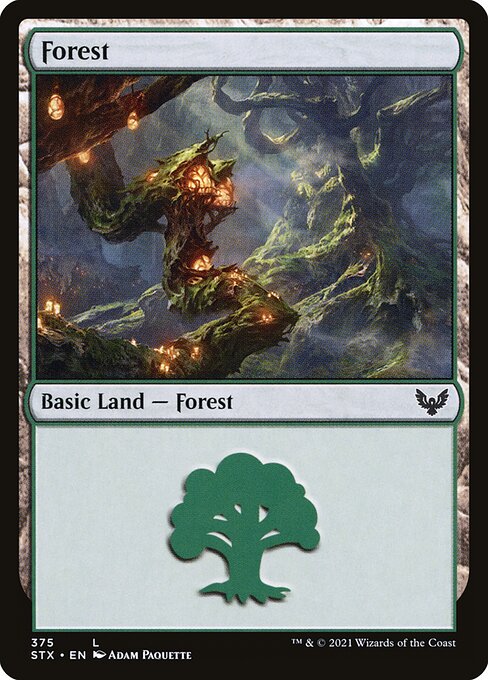 Forest
Basic Land — Forest
375 L
STX • EN Adam Paquette
™ & © 2021 Wizards of the Coast